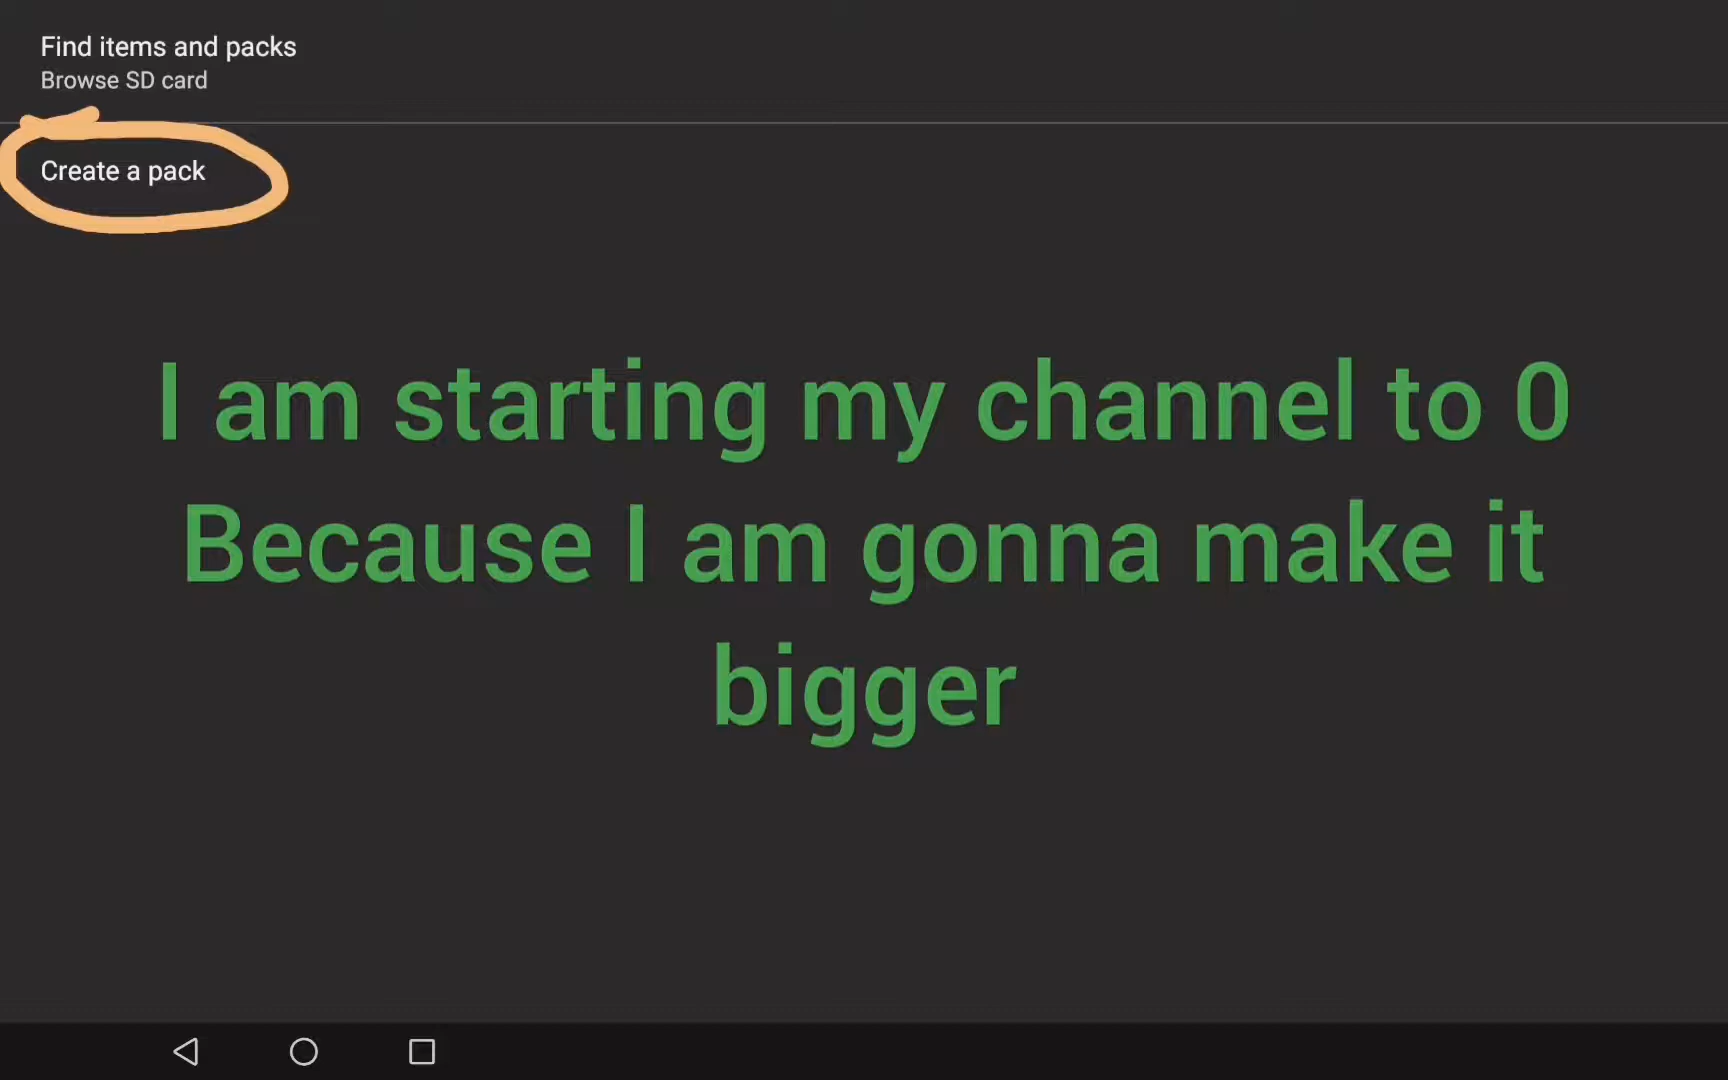 Find items and packs
Browse SD card
Create a pack
I am starting my channel to 0
Because I am gonna make it
bigger